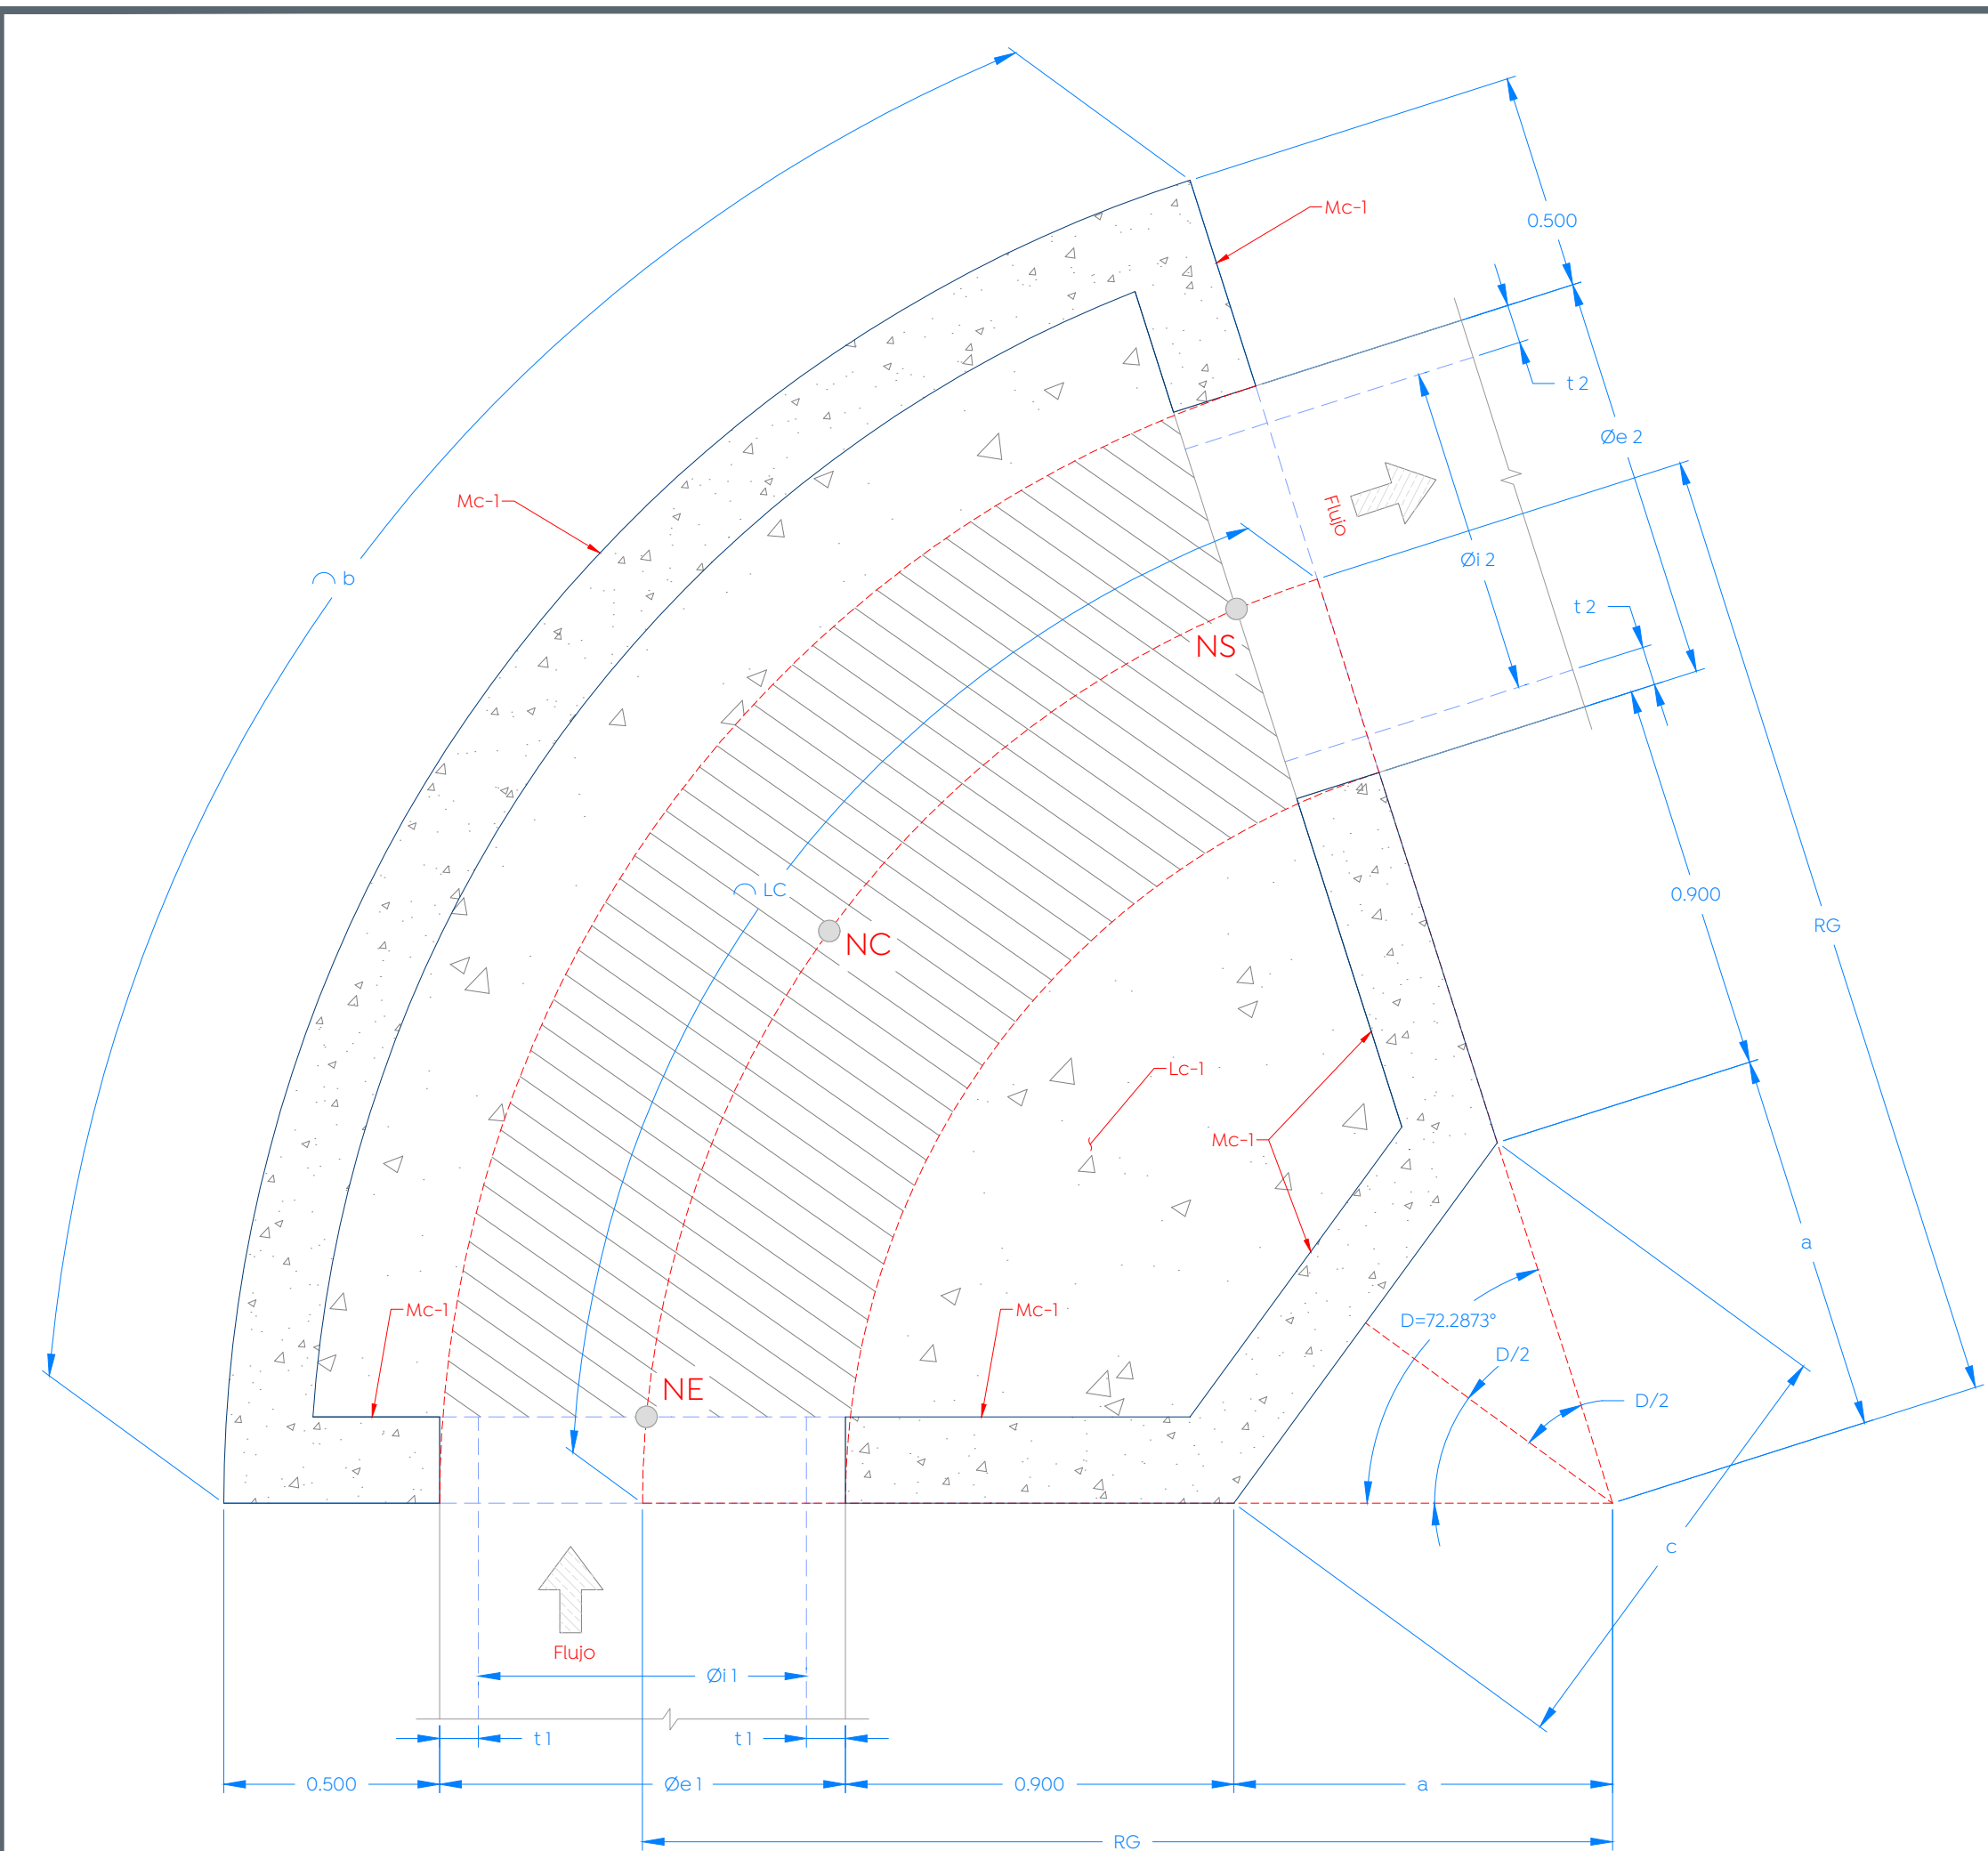 Mc-1
0.500
t 2
Øe 2
Mc-1
Flujo
Øi 2
b
t 2
NS
LC
0.900
RG
NC
Lc-1
Mc-1
a
Mc-1
Mc-1
D=72.2873°
D/2
NE
D/2
c
Flujo
Øi 1
t 1
t 1
0.500
Øe 1
0.900
a
RG